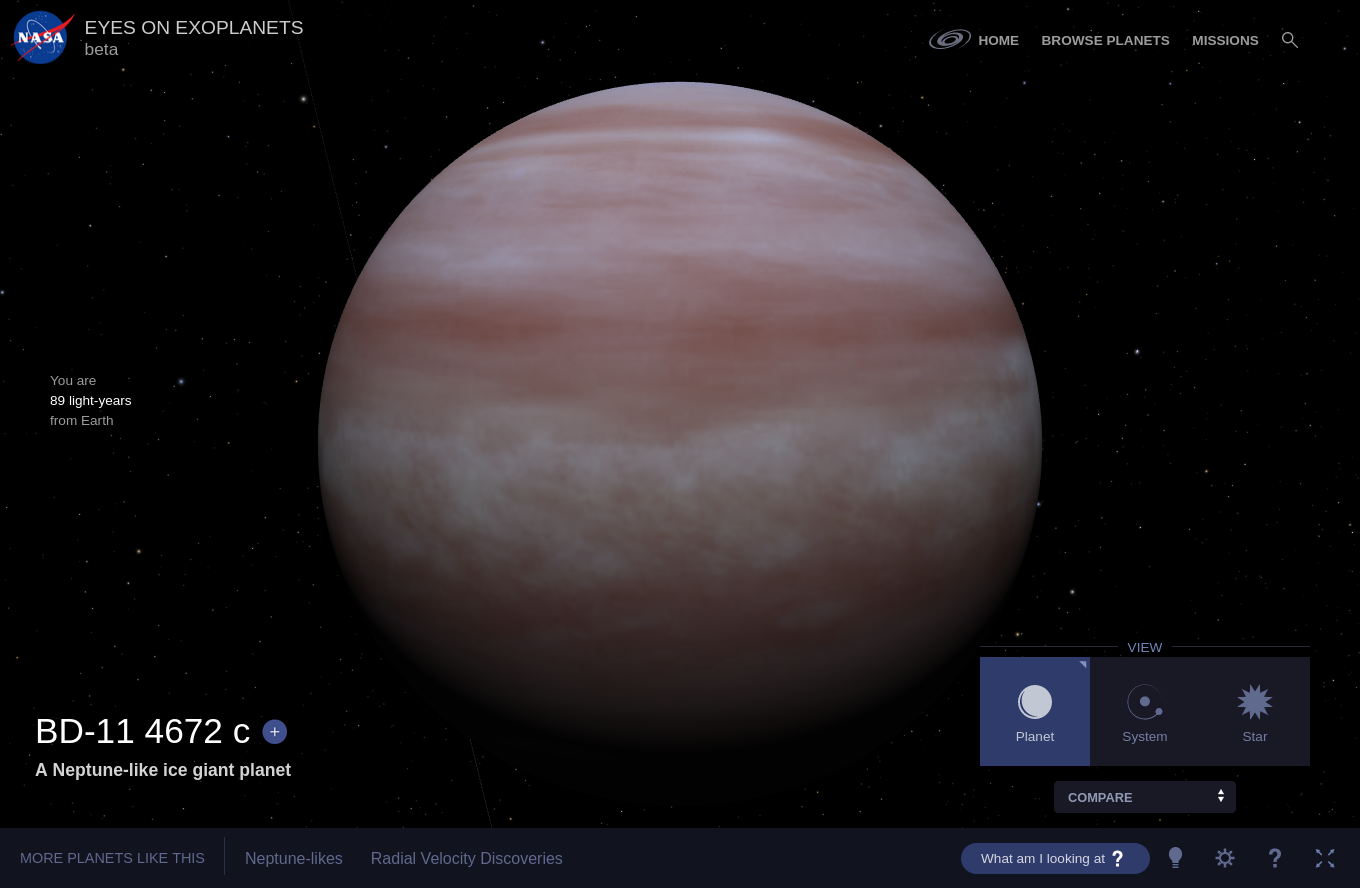 NASA
EYES ON EXOPLANETS
beta
HOME
BROWSE PLANETS
MISSIONS
You are
89 light-years
from Earth
VIEW
Planet
System
Star
BD-11 4672 c +
A Neptune-like ice giant planet
COMPARE
MORE PLANETS LIKE THIS
Neptune-likes
Radial Velocity Discoveries
What am I looking at ?
?